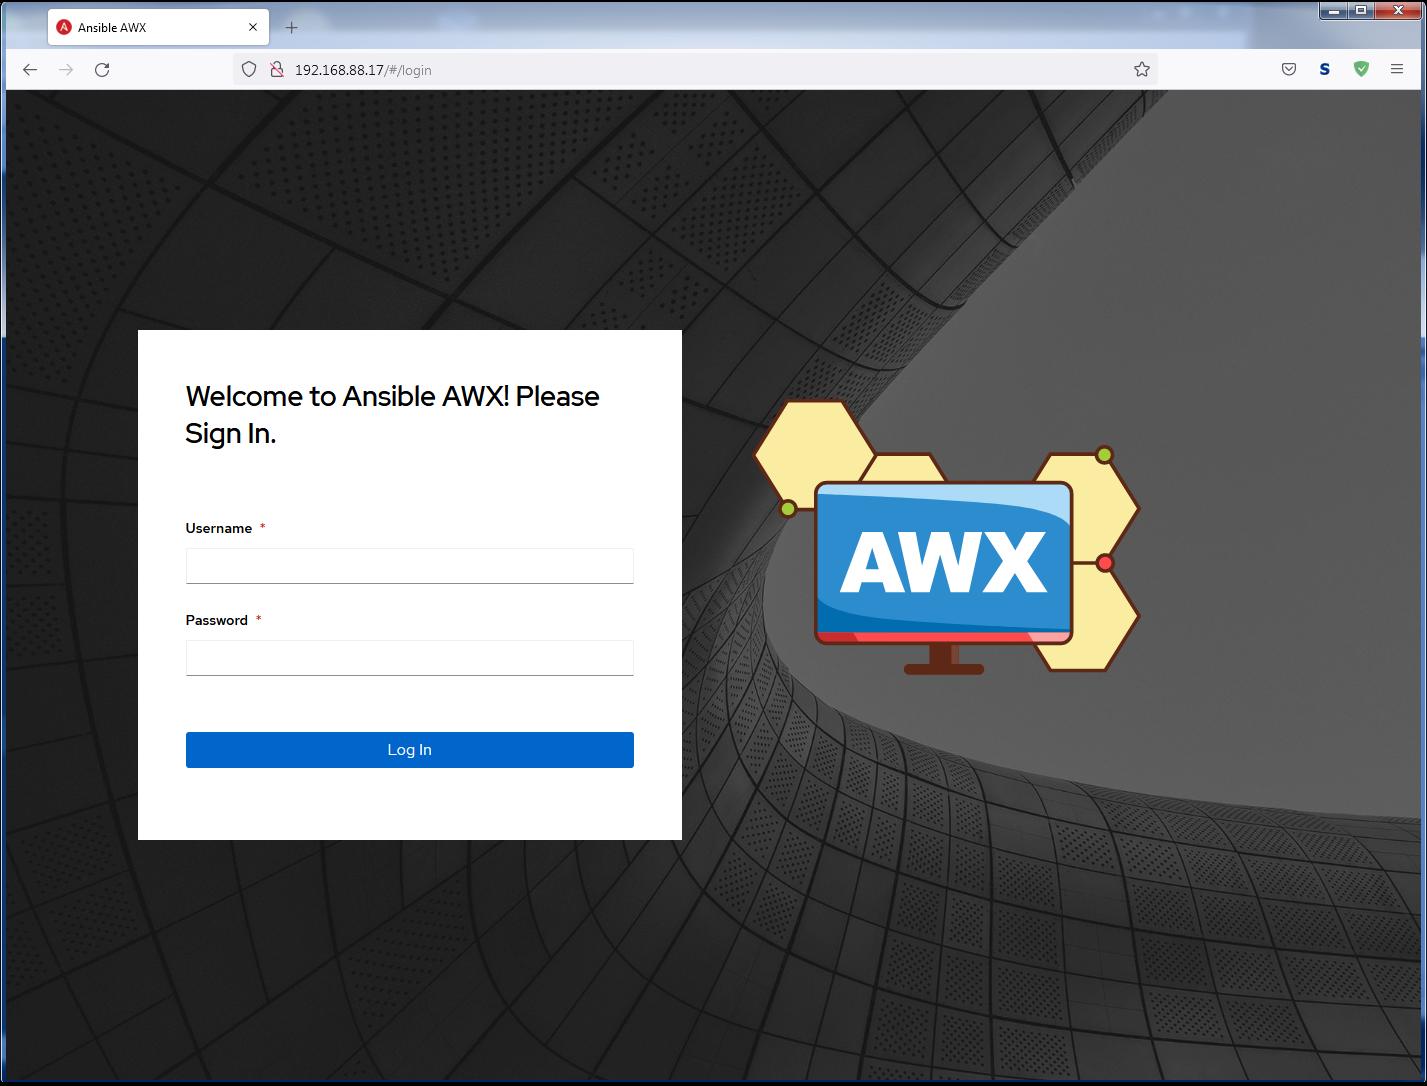 Ansible AWX
192.168.88.17/#/login
S
Welcome to Ansible AWX! Please
Sign In.
Username *
Password *
Log In
AWX